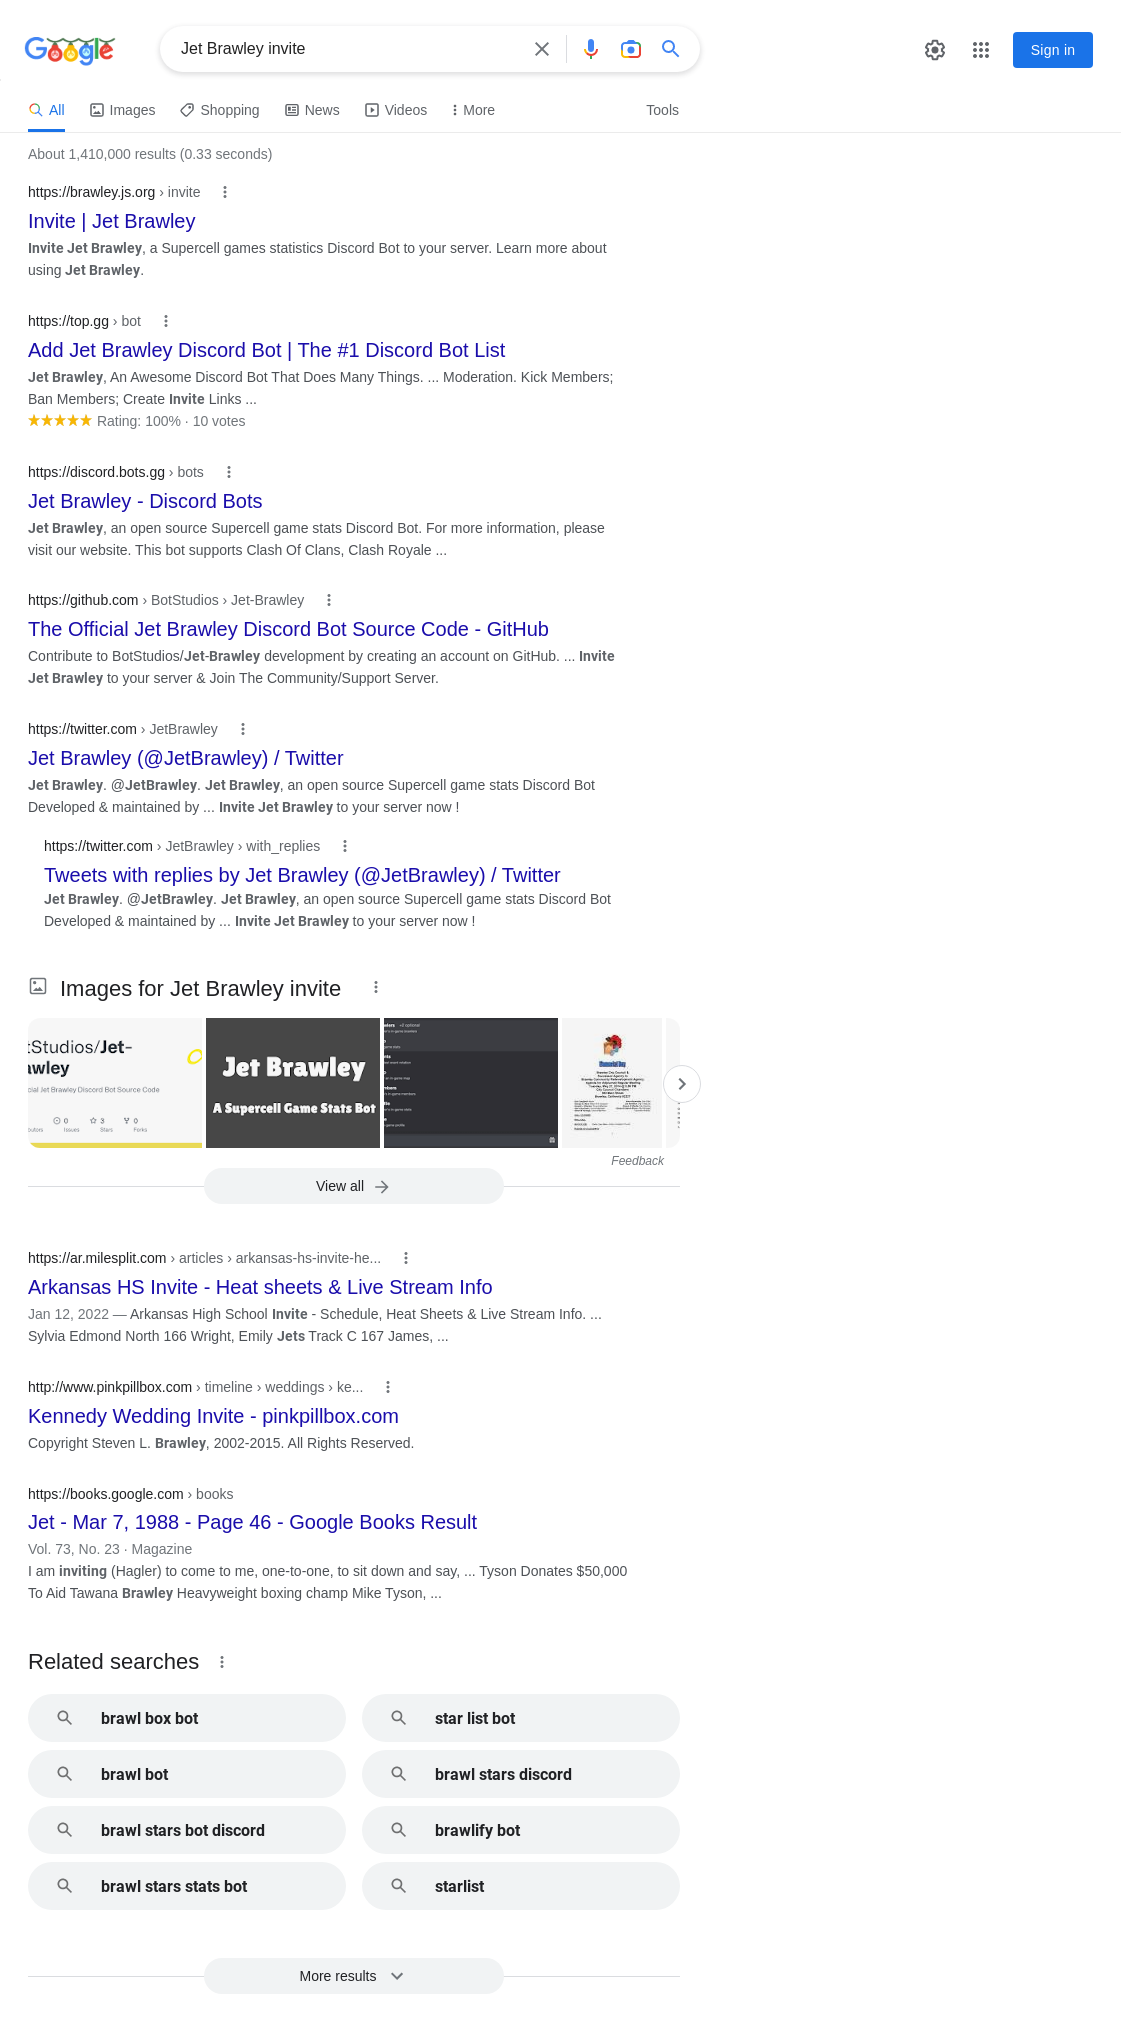 Google
Jet Brawley invite
Sign in
All
Images
Shopping
News
Videos
More
Tools
About 1,410,000 results (0.33 seconds)
https://brawley.js.org › invite
Invite | Jet Brawley
Invite Jet Brawley, a Supercell games statistics Discord Bot to your server. Learn more about
using Jet Brawley.
https://top.gg › bot
Add Jet Brawley Discord Bot | The #1 Discord Bot List
Jet Brawley, An Awesome Discord Bot That Does Many Things. ... Moderation. Kick Members;
Ban Members; Create Invite Links ...
Rating: 100% · 10 votes
https://discord.bots.gg › bots
Jet Brawley - Discord Bots
Jet Brawley, an open source Supercell game stats Discord Bot. For more information, please
visit our website. This bot supports Clash Of Clans, Clash Royale ...
https://github.com › BotStudios › Jet-Brawley
The Official Jet Brawley Discord Bot Source Code - GitHub
Contribute to BotStudios/Jet-Brawley development by creating an account on GitHub. ... Invite
Jet Brawley to your server & Join The Community/Support Server.
https://twitter.com › JetBrawley
Jet Brawley (@JetBrawley) / Twitter
Jet Brawley. @JetBrawley. Jet Brawley, an open source Supercell game stats Discord Bot
Developed & maintained by ... Invite Jet Brawley to your server now !
https://twitter.com › JetBrawley › with_replies
Tweets with replies by Jet Brawley (@JetBrawley) / Twitter
Jet Brawley. @JetBrawley. Jet Brawley, an open source Supercell game stats Discord Bot
Developed & maintained by ... Invite Jet Brawley to your server now !
Images for Jet Brawley invite
tStudios/Jet-
wley
cial Jet Brawley Discord Bot Source Code
0
0
3
0
Issues
Stars
Forks
Jet Brawley
A Supercell Game Stats Bot
Feedback
View all
https://ar.milesplit.com › articles › arkansas-hs-invite-he...
Arkansas HS Invite - Heat sheets & Live Stream Info
Jan 12, 2022 — Arkansas High School Invite - Schedule, Heat Sheets & Live Stream Info. ...
Sylvia Edmond North 166 Wright, Emily Jets Track C 167 James, ...
http://www.pinkpillbox.com › timeline › weddings › ke...
Kennedy Wedding Invite - pinkpillbox.com
Copyright Steven L. Brawley, 2002-2015. All Rights Reserved.
https://books.google.com › books
Jet - Mar 7, 1988 - Page 46 - Google Books Result
Vol. 73, No. 23 · Magazine
I am inviting (Hagler) to come to me, one-to-one, to sit down and say, ... Tyson Donates $50,000
To Aid Tawana Brawley Heavyweight boxing champ Mike Tyson, ...
Related searches
brawl box bot
star list bot
brawl bot
brawl stars discord
brawl stars bot discord
brawlify bot
brawl stars stats bot
starlist
More results